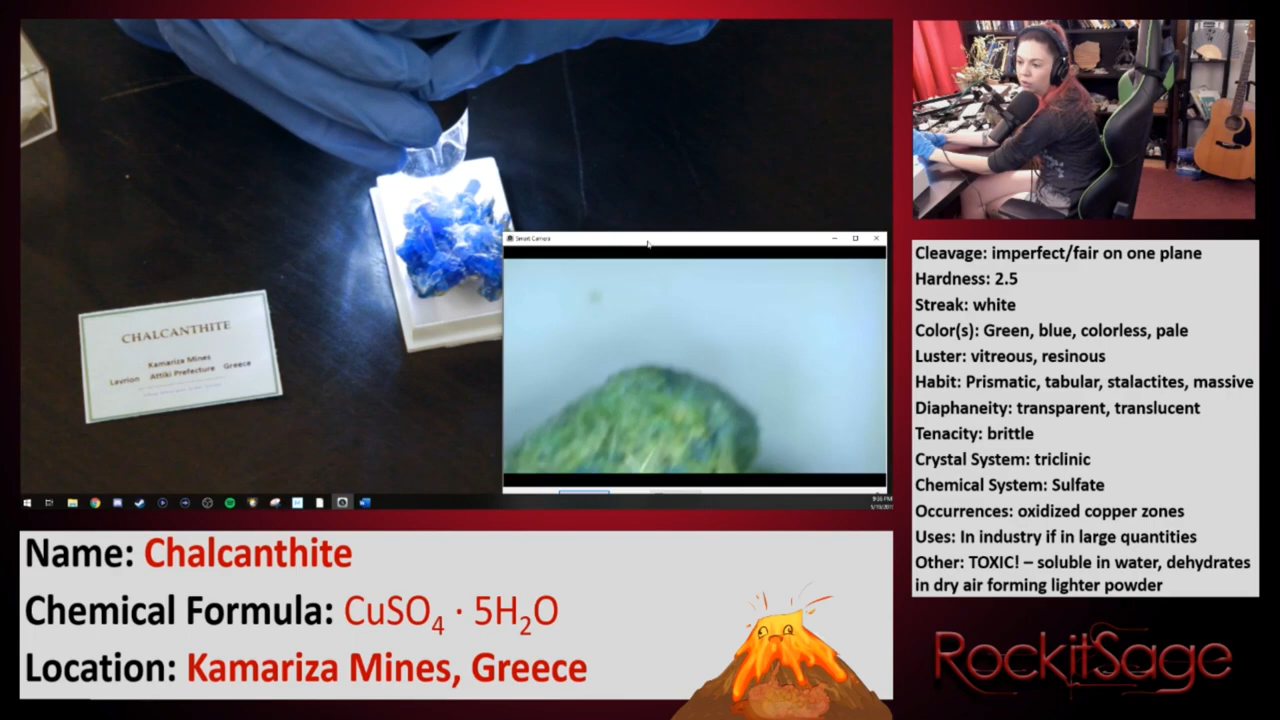 CHALCANTHITE
Kamariza Mines
Lavrion Attiki Prefecture Greece
Smart Camera
Name: Chalcanthite
Chemical Formula: CuSO₄ · 5H₂O
Location: Kamariza Mines, Greece
Cleavage: imperfect/fair on one plane
Hardness: 2.5
Streak: white
Color(s): Green, blue, colorless, pale
Luster: vitreous, resinous
Habit: Prismatic, tabular, stalactites, massive
Diaphaneity: transparent, translucent
Tenacity: brittle
Crystal System: triclinic
Chemical System: Sulfate
Occurrences: oxidized copper zones
Uses: In industry if in large quantities
Other: TOXIC! – soluble in water, dehydrates
in dry air forming lighter powder
RockitSage